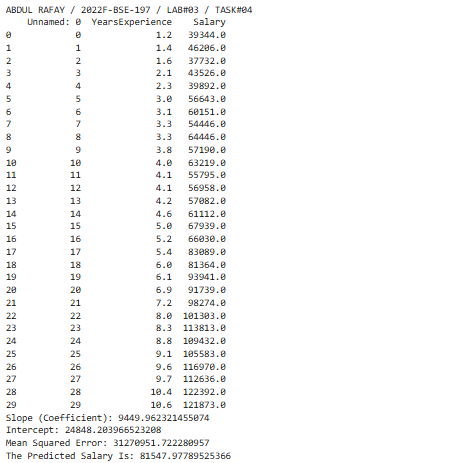 ABDUL RAFAY / 2022F-BSE-197 / LAB#03 / TASK#04
Unnamed: 0 YearsExperience Salary
0 0 1.2 39344.0
1 1 1.4 46206.0
2 2 1.6 37732.0
3 3 2.1 43526.0
4 4 2.3 39892.0
5 5 3.0 56643.0
6 6 3.1 60151.0
7 7 3.3 54446.0
8 8 3.3 64446.0
9 9 3.8 57190.0
10 10 4.0 63219.0
11 11 4.1 55795.0
12 12 4.1 56958.0
13 13 4.2 57082.0
14 14 4.6 61112.0
15 15 5.0 67939.0
16 16 5.2 66030.0
17 17 5.4 83089.0
18 18 6.0 81364.0
19 19 6.1 93941.0
20 20 6.9 91739.0
21 21 7.2 98274.0
22 22 8.0 101303.0
23 23 8.3 113813.0
24 24 8.8 109432.0
25 25 9.1 105583.0
26 26 9.6 116970.0
27 27 9.7 112636.0
28 28 10.4 122392.0
29 29 10.6 121873.0
Slope (Coefficient): 9449.962321455074
Intercept: 24848.203966523208
Mean Squared Error: 31270951.722280957
The Predicted Salary Is: 81547.97789525366